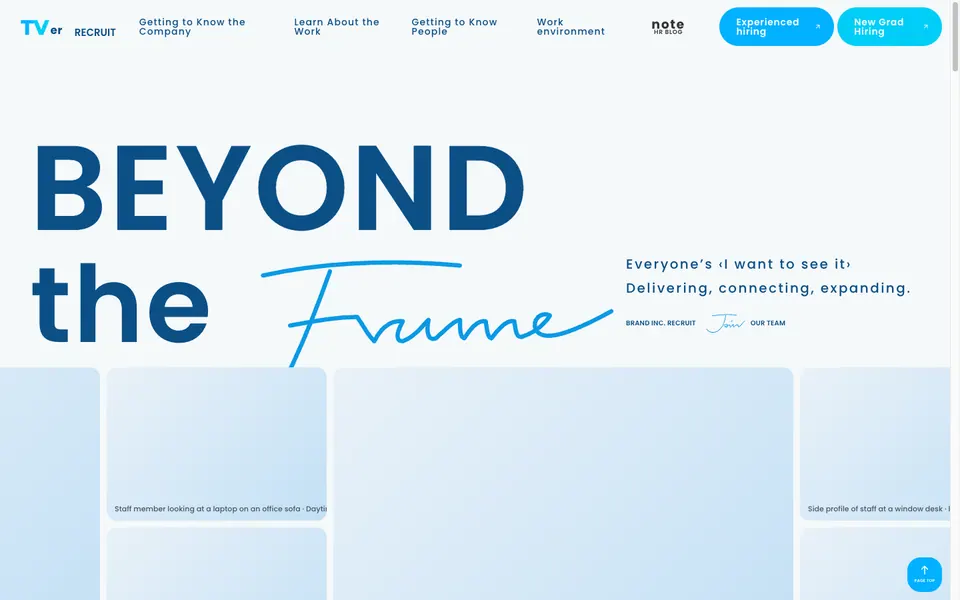 TVer RECRUIT
Getting to Know the
Company
Learn About the
Work
Getting to Know
People
Work
environment
note
HR BLOG
Experienced
hiring
New Grad
Hiring
BEYOND
the Frame
Everyone’s ‹I want to see it›
Delivering, connecting, expanding.
BRAND INC. RECRUIT Join OUR TEAM
Staff member looking at a laptop on an office sofa · Dayti
Side profile of staff at a window desk ·
PAGE TOP